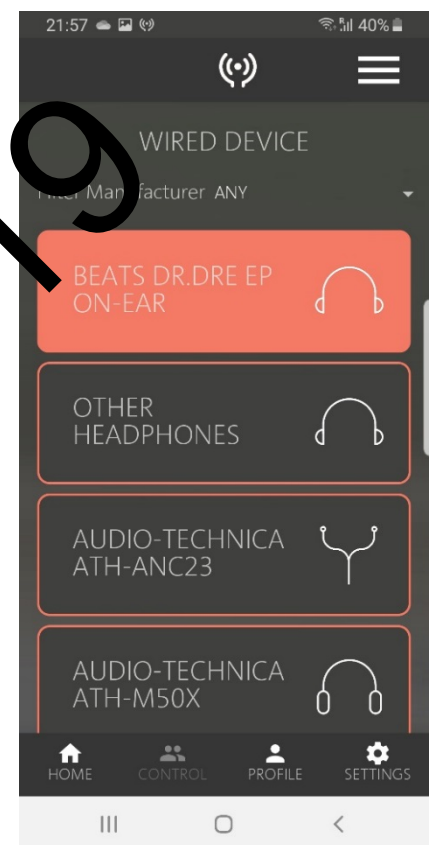 21:57 40%
WIRED DEVICE
Filter Manufacturer ANY
BEATS DR.DRE EP
ON-EAR
OTHER
HEADPHONES
AUDIO-TECHNICA
ATH-ANC23
AUDIO-TECHNICA
ATH-M50X
HOME CONTROL PROFILE SETTINGS